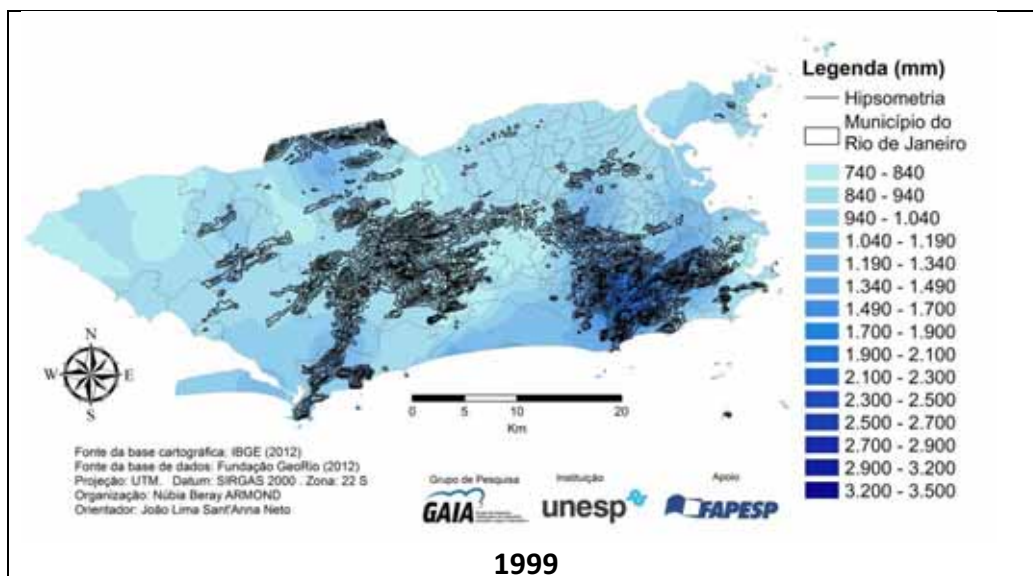 Legenda (mm)
Hipsometria
Município do
Rio de Janeiro
740 - 840
840 - 940
940 - 1.040
1.040 - 1.190
1.190 - 1.340
1.340 - 1.490
1.490 - 1.700
1.700 - 1.900
1.900 - 2.100
2.100 - 2.300
2.300 - 2.500
2.500 - 2.700
2.700 - 2.900
2.900 - 3.200
3.200 - 3.500
N
W E
S
0 5 10 20
Km
Fonte da base cartográfica: IBGE (2012)
Fonte da base de dados: Fundação GeoRio (2012)
Projeção: UTM. Datum: SIRGAS 2000 . Zona: 22 S
Organização: Núbia Beray ARMOND
Orientador: João Lima Sant'Anna Neto
Grupo de Pesquisa
GAIA
Instituição
unesp
Apoio
FAPESP
1999